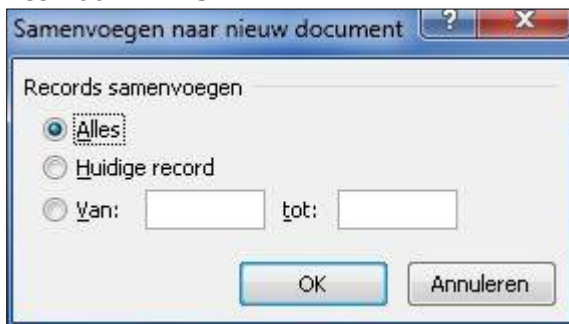 Samenvoegen naar nieuw document ? X
Records samenvoegen
Alles
Huidige record
Van: tot:
OK Annuleren